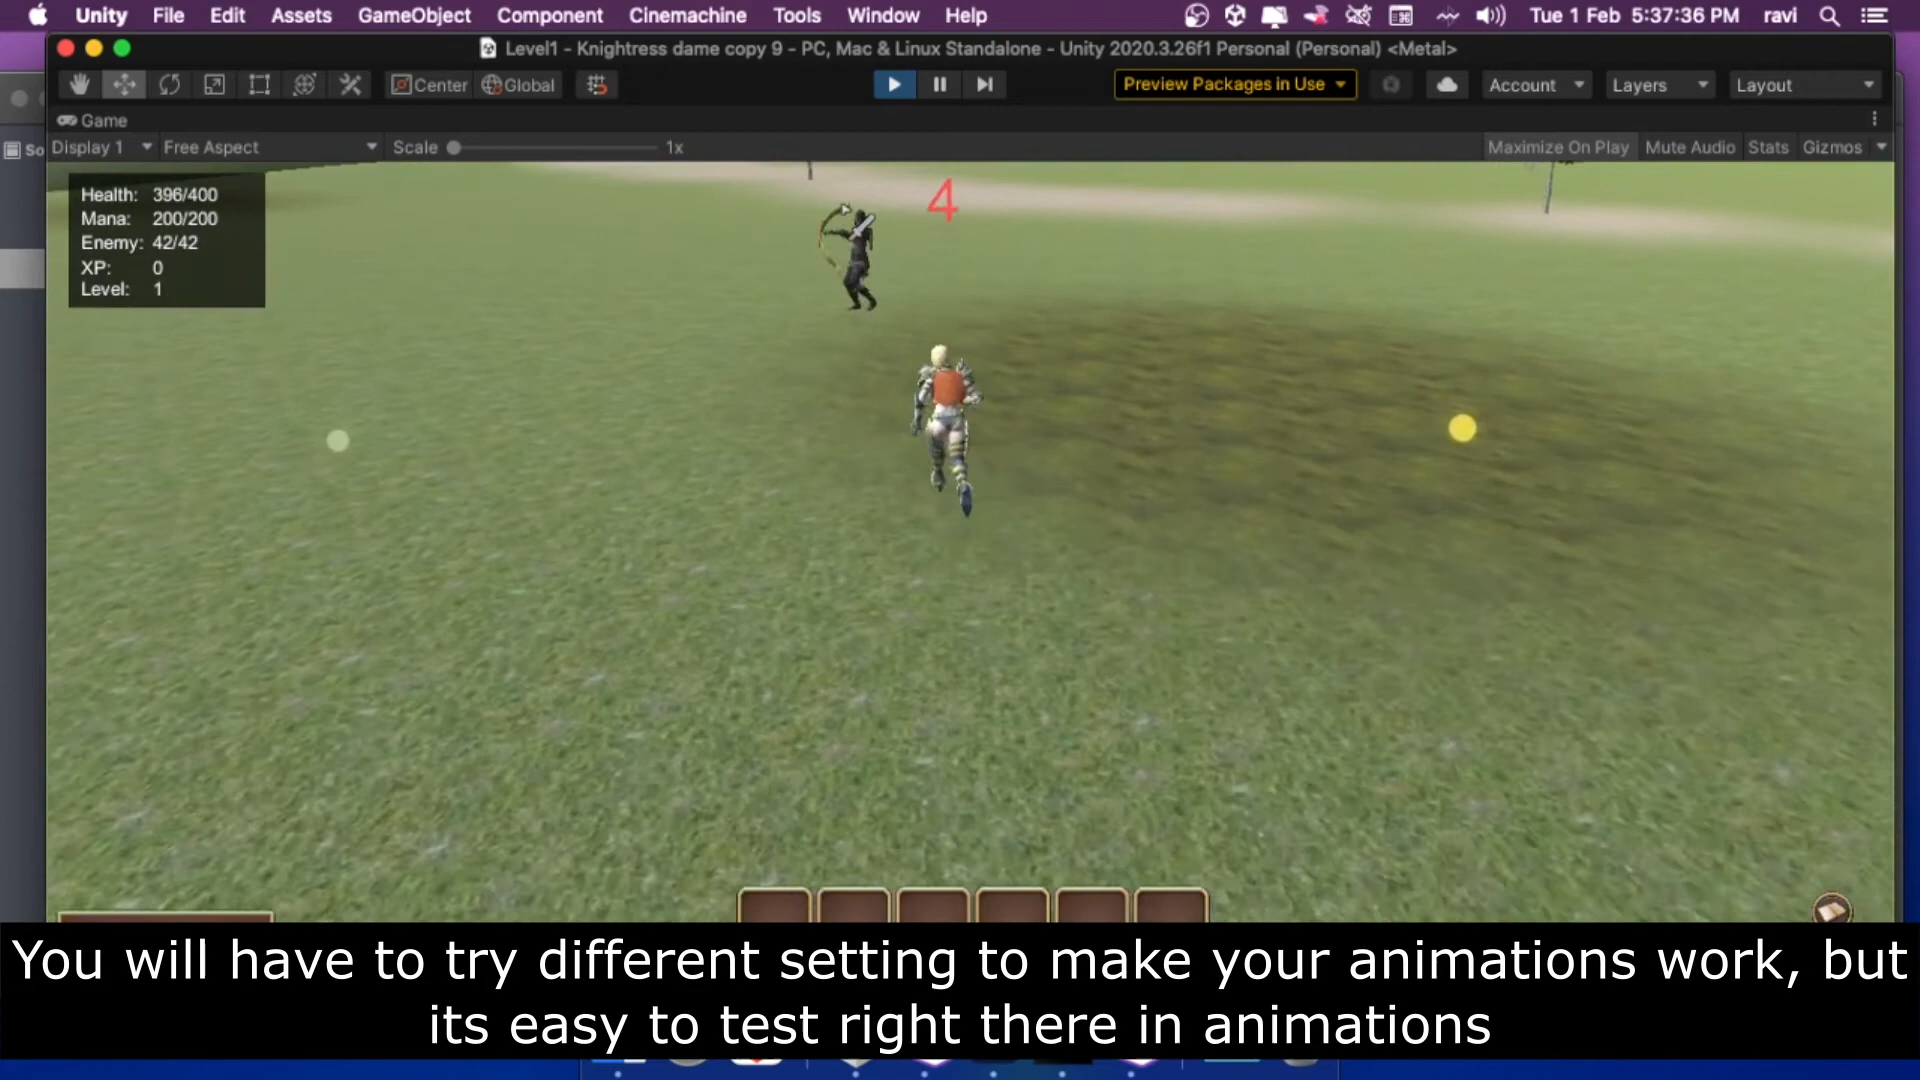 Unity File Edit Assets GameObject Component Cinemachine Tools Window Help Tue 1 Feb 5:37:36 PM ravi
Level1 - Knightress dame copy 9 - PC, Mac & Linux Standalone - Unity 2020.3.26f1 Personal (Personal) <Metal>
Center Global Preview Packages in Use Account Layers Layout
Game
So
Display 1 Free Aspect Scale 1x Maximize On Play Mute Audio Stats Gizmos
Health: 396/400
Mana: 200/200
Enemy: 42/42
XP: 0
Level: 1
4
You will have to try different setting to make your animations work, but
its easy to test right there in animations